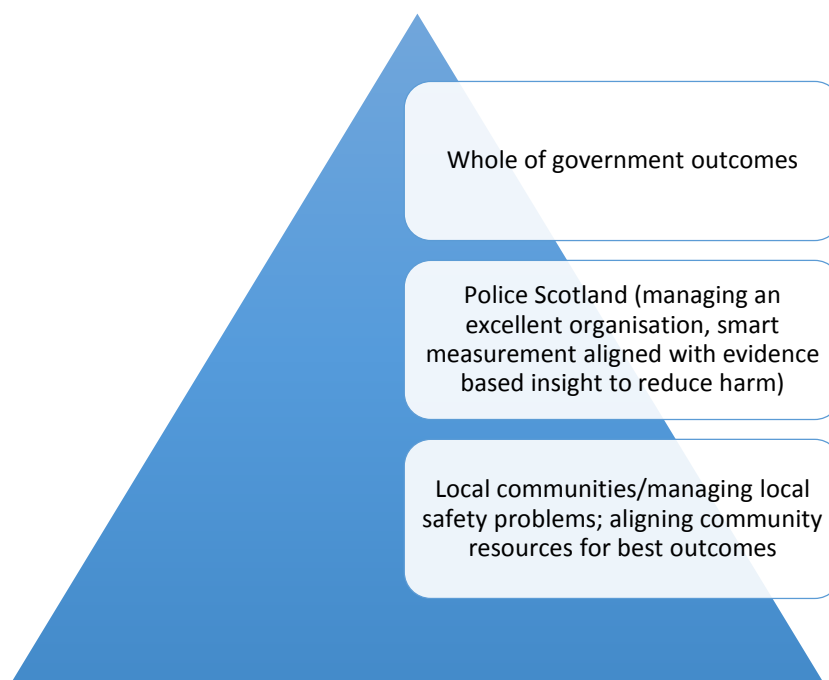 Whole of government outcomes
Police Scotland (managing an
excellent organisation, smart
measurement aligned with evidence
based insight to reduce harm)
Local communities/managing local
safety problems; aligning community
resources for best outcomes